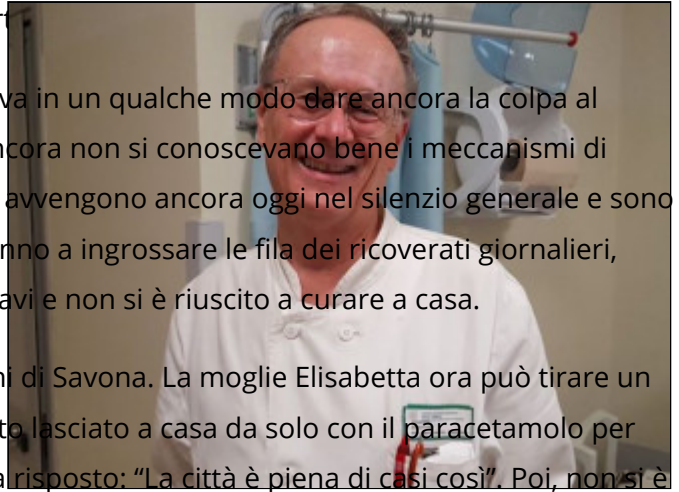 va in un qualche modo dare ancora la colpa al
ncora non si conoscevano bene i meccanismi di
avvengono ancora oggi nel silenzio generale e sono
nno a ingrossare le fila dei ricoverati giornalieri,
avi e non si è riuscito a curare a casa.
ni di Savona. La moglie Elisabetta ora può tirare un
to lasciato a casa da solo con il paracetamolo per
a risposto: “La città è piena di casi così”. Poi, non si è